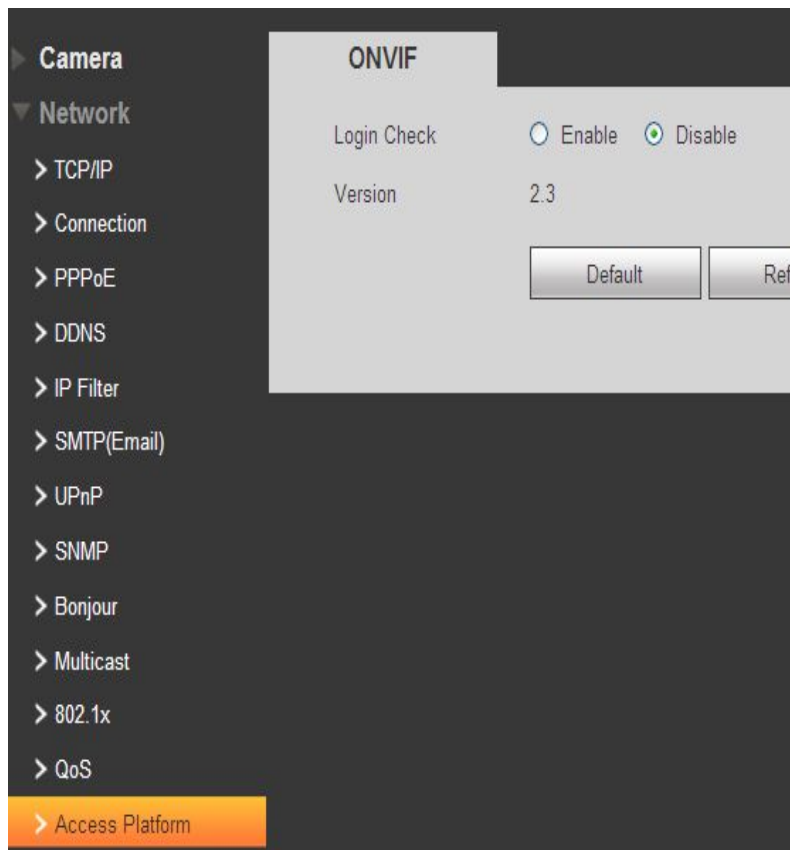 Camera
Network
TCP/IP
Connection
PPPoE
DDNS
IP Filter
SMTP(Email)
UPnP
SNMP
Bonjour
Multicast
802.1x
QoS
Access Platform
ONVIF
Login Check Enable Disable
Version 2.3
Default Ref